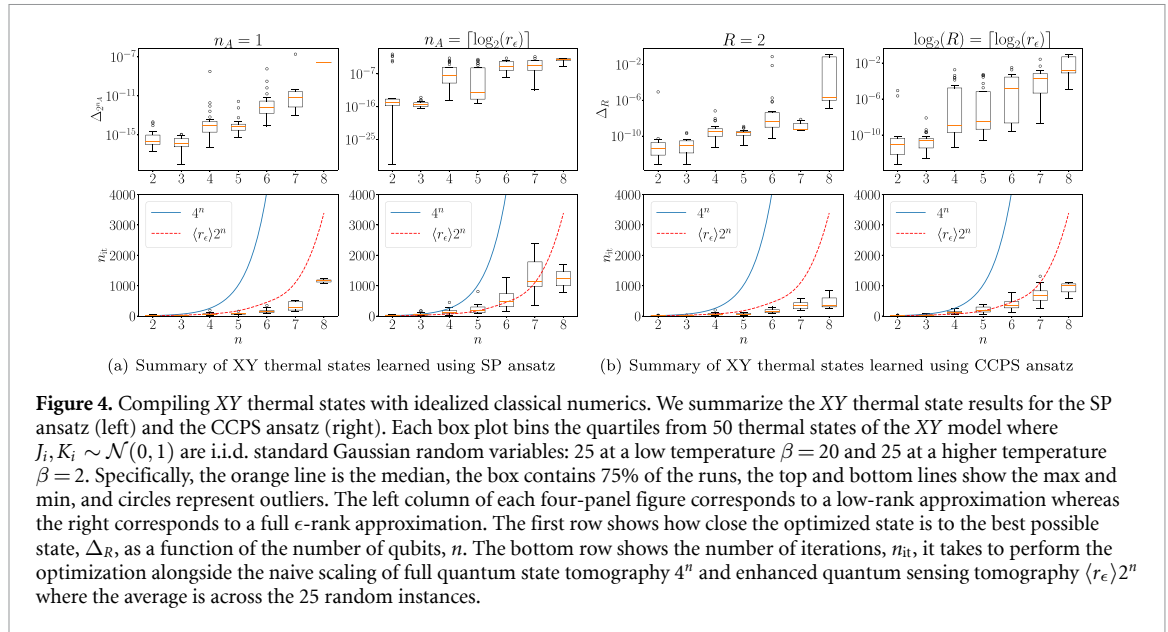 n_A = 1
n_A = ⌈log₂(r_ϵ)⌉
R = 2
log₂(R) = ⌈log₂(r_ϵ)⌉
Δ_{2^{n_A}}
10⁻⁷
10⁻¹¹
10⁻¹⁵
2 3 4 5 6 7 8
10⁻⁷
10⁻¹⁶
10⁻²⁵
2 3 4 5 6 7 8
Δ_R
10⁻²
10⁻⁶
10⁻¹⁰
2 3 4 5 6 7 8
10⁻²
10⁻⁶
10⁻¹⁰
2 3 4 5 6 7 8
n_it
4000
3000
2000
1000
0
4ⁿ
⟨r_ϵ⟩2ⁿ
2 3 4 5 6 7 8
n
4000
3000
2000
1000
0
4ⁿ
⟨r_ϵ⟩2ⁿ
2 3 4 5 6 7 8
n
n_it
4000
3000
2000
1000
0
4ⁿ
⟨r_ϵ⟩2ⁿ
2 3 4 5 6 7 8
n
4000
3000
2000
1000
0
4ⁿ
⟨r_ϵ⟩2ⁿ
2 3 4 5 6 7 8
n
(a) Summary of XY thermal states learned using SP ansatz
(b) Summary of XY thermal states learned using CCPS ansatz
Figure 4. Compiling XY thermal states with idealized classical numerics. We summarize the XY thermal state results for the SP
ansatz (left) and the CCPS ansatz (right). Each box plot bins the quartiles from 50 thermal states of the XY model where
J_i, K_i ∼ 𝒩(0, 1) are i.i.d. standard Gaussian random variables: 25 at a low temperature β = 20 and 25 at a higher temperature
β = 2. Specifically, the orange line is the median, the box contains 75% of the runs, the top and bottom lines show the max and
min, and circles represent outliers. The left column of each four-panel figure corresponds to a low-rank approximation whereas
the right corresponds to a full ϵ-rank approximation. The first row shows how close the optimized state is to the best possible
state, Δ_R, as a function of the number of qubits, n. The bottom row shows the number of iterations, n_it, it takes to perform the
optimization alongside the naive scaling of full quantum state tomography 4ⁿ and enhanced quantum sensing tomography ⟨r_ϵ⟩2ⁿ
where the average is across the 25 random instances.